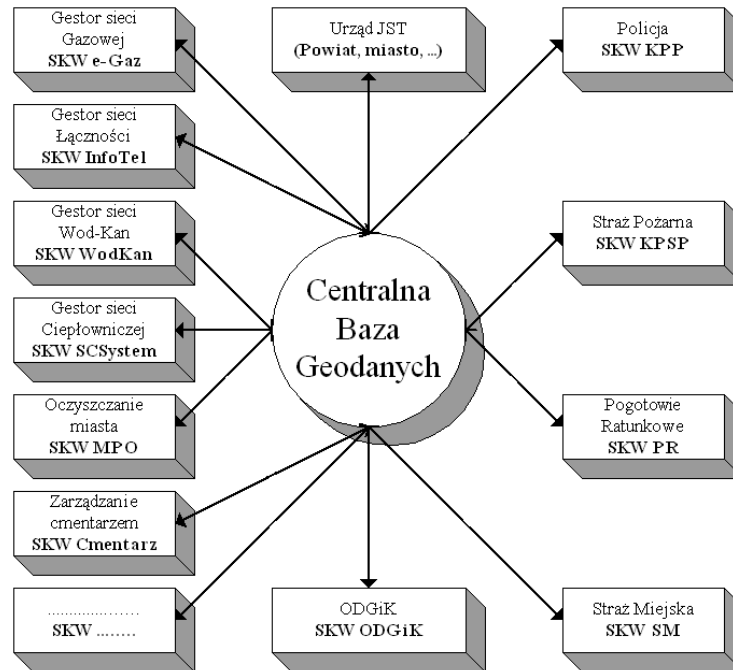 Gestor sieci
Gazowej
SKW e-Gaz
Urząd JST
(Powiat, miasto, ...)
Policja
SKW KPP
Gestor sieci
Łączności
SKW InfoTel
Gestor sieci
Wod-Kan
SKW WodKan
Straż Pożarna
SKW KPSP
Centralna
Baza
Geodanych
Gestor sieci
Ciepłowniczej
SKW SCSystem
Oczyszczanie
miasta
SKW MPO
Pogotowie
Ratunkowe
SKW PR
Zarządzanie
cmentarzem
SKW Cmentarz
...................
SKW ........
ODGiK
SKW ODGiK
Straż Miejska
SKW SM